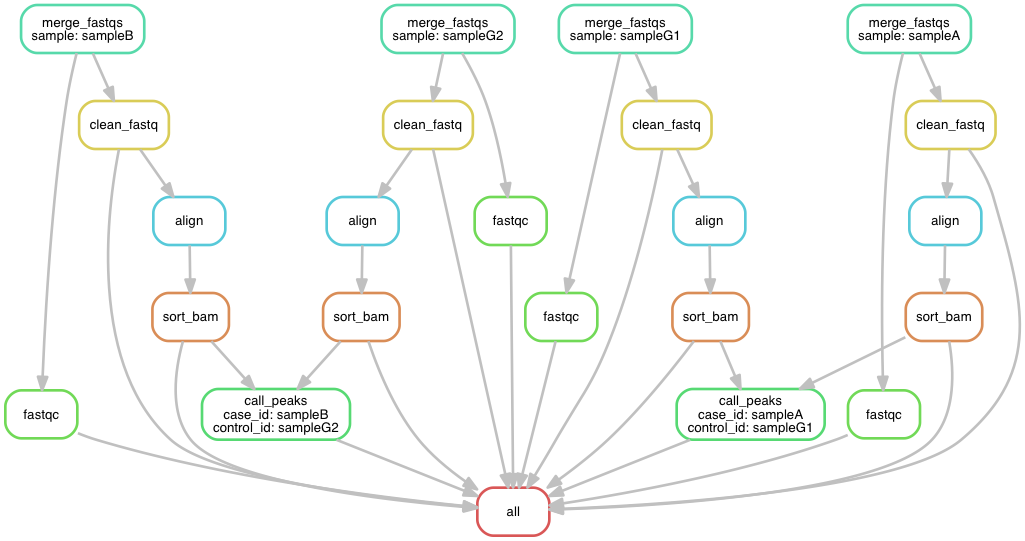 merge_fastqs
sample: sampleB
merge_fastqs
sample: sampleG2
merge_fastqs
sample: sampleG1
merge_fastqs
sample: sampleA
clean_fastq
clean_fastq
clean_fastq
clean_fastq
align
align
fastqc
align
align
sort_bam
sort_bam
fastqc
sort_bam
sort_bam
fastqc
call_peaks
case_id: sampleB
control_id: sampleG2
call_peaks
case_id: sampleA
control_id: sampleG1
fastqc
all